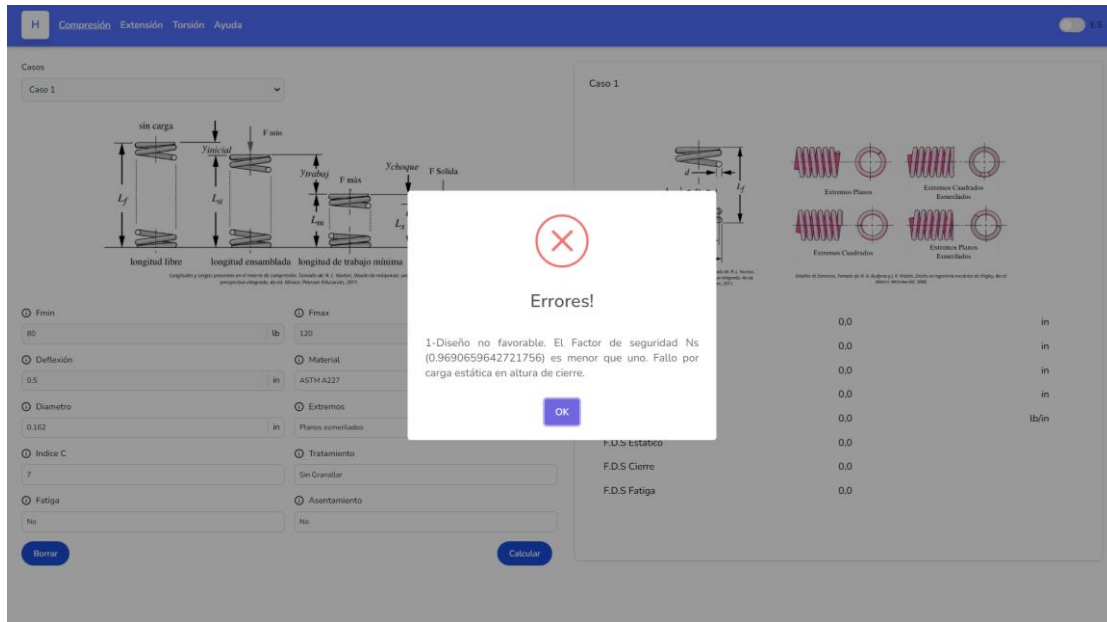 H Compresión Extensión Torsión Ayuda ES
Casos
Caso 1
Caso 1
sin carga
F min
yinicial
ytrabaj
F máx
ychoque
F Solida
Lf
La
Lm
Ls
longitud libre longitud ensamblada longitud de trabajo mínima
d
Lf
Extremos Planos
Extremos Cuadrados
Esmerilados
Extremos Cuadrados
Extremos Planos
Esmerilados
Errores!
1-Diseño no favorable. El Factor de seguridad Ns
(0.9690659642721756) es menor que uno. Fallo por
carga estática en altura de cierre.
OK
Fmin Fmax
80 lb 120
Deflexión Material
0.5 in ASTM A227
Diametro Extremos
0.162 in Planos esmerilados
Indice C Tratamiento
7 Sin Granallar
Fatiga Asentamiento
No No
Borrar Calcular
0,0 in
0,0 in
0,0 in
0,0 in
0,0 lb/in
F.D.S Estático 0,0
F.D.S Cierre 0,0
F.D.S Fatiga 0,0